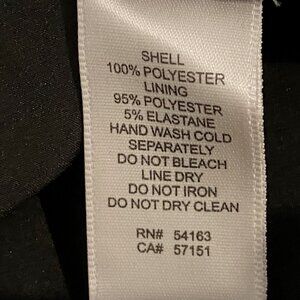 SHELL
100% POLYESTER
LINING
95% POLYESTER
5% ELASTANE
HAND WASH COLD
SEPARATELY
DO NOT BLEACH
LINE DRY
DO NOT IRON
DO NOT DRY CLEAN
RN# 54163
CA# 57151